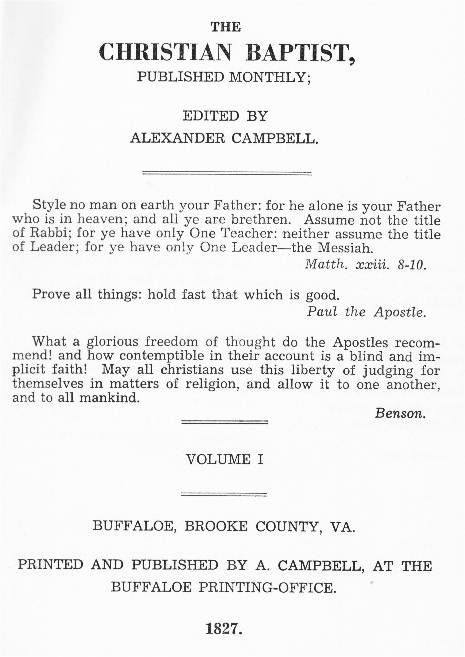 THE
CHRISTIAN BAPTIST,
PUBLISHED MONTHLY;
EDITED BY
ALEXANDER CAMPBELL.
Style no man on earth your Father: for he alone is your Father
who is in heaven; and all ye are brethren. Assume not the title
of Rabbi; for ye have only One Teacher: neither assume the title
of Leader; for ye have only One Leader—the Messiah.
Matth. xxiii. 8-10.
Prove all things: hold fast that which is good.
Paul the Apostle.
What a glorious freedom of thought do the Apostles recom-
mend! and how contemptible in their account is a blind and im-
plicit faith! May all christians use this liberty of judging for
themselves in matters of religion, and allow it to one another,
and to all mankind.
Benson.
VOLUME I
BUFFALOE, BROOKE COUNTY, VA.
PRINTED AND PUBLISHED BY A. CAMPBELL, AT THE
BUFFALOE PRINTING-OFFICE.
1827.